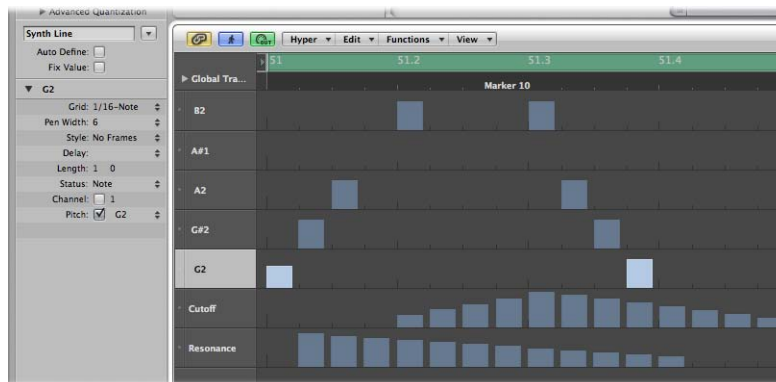 Advanced Quantization
Synth Line
Auto Define:
Fix Value:
G2
Grid: 1/16-Note
Pen Width: 6
Style: No Frames
Delay:
Length: 1 0
Status: Note
Channel: 1
Pitch: G2
OUT Hyper Edit Functions View
51 51.2 51.3 51.4
Global Tra...
Marker 10
B2
A#1
A2
G#2
G2
Cutoff
Resonance